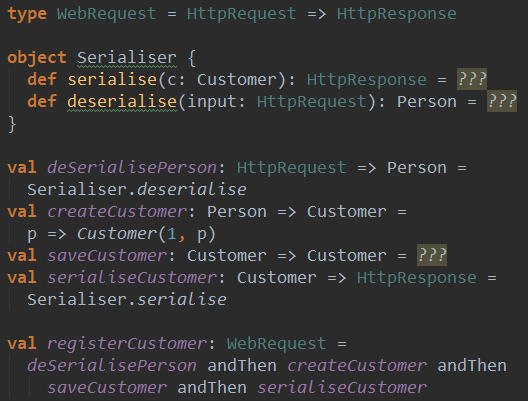 type WebRequest = HttpRequest => HttpResponse

object Serialiser {
  def serialise(c: Customer): HttpResponse = ???
  def deserialise(input: HttpRequest): Person = ???
}

val deSerialisePerson: HttpRequest => Person =
  Serialiser.deserialise
val createCustomer: Person => Customer =
  p => Customer(1, p)
val saveCustomer: Customer => Customer = ???
val serialiseCustomer: Customer => HttpResponse =
  Serialiser.serialise

val registerCustomer: WebRequest =
  deSerialisePerson andThen createCustomer andThen
    saveCustomer andThen serialiseCustomer